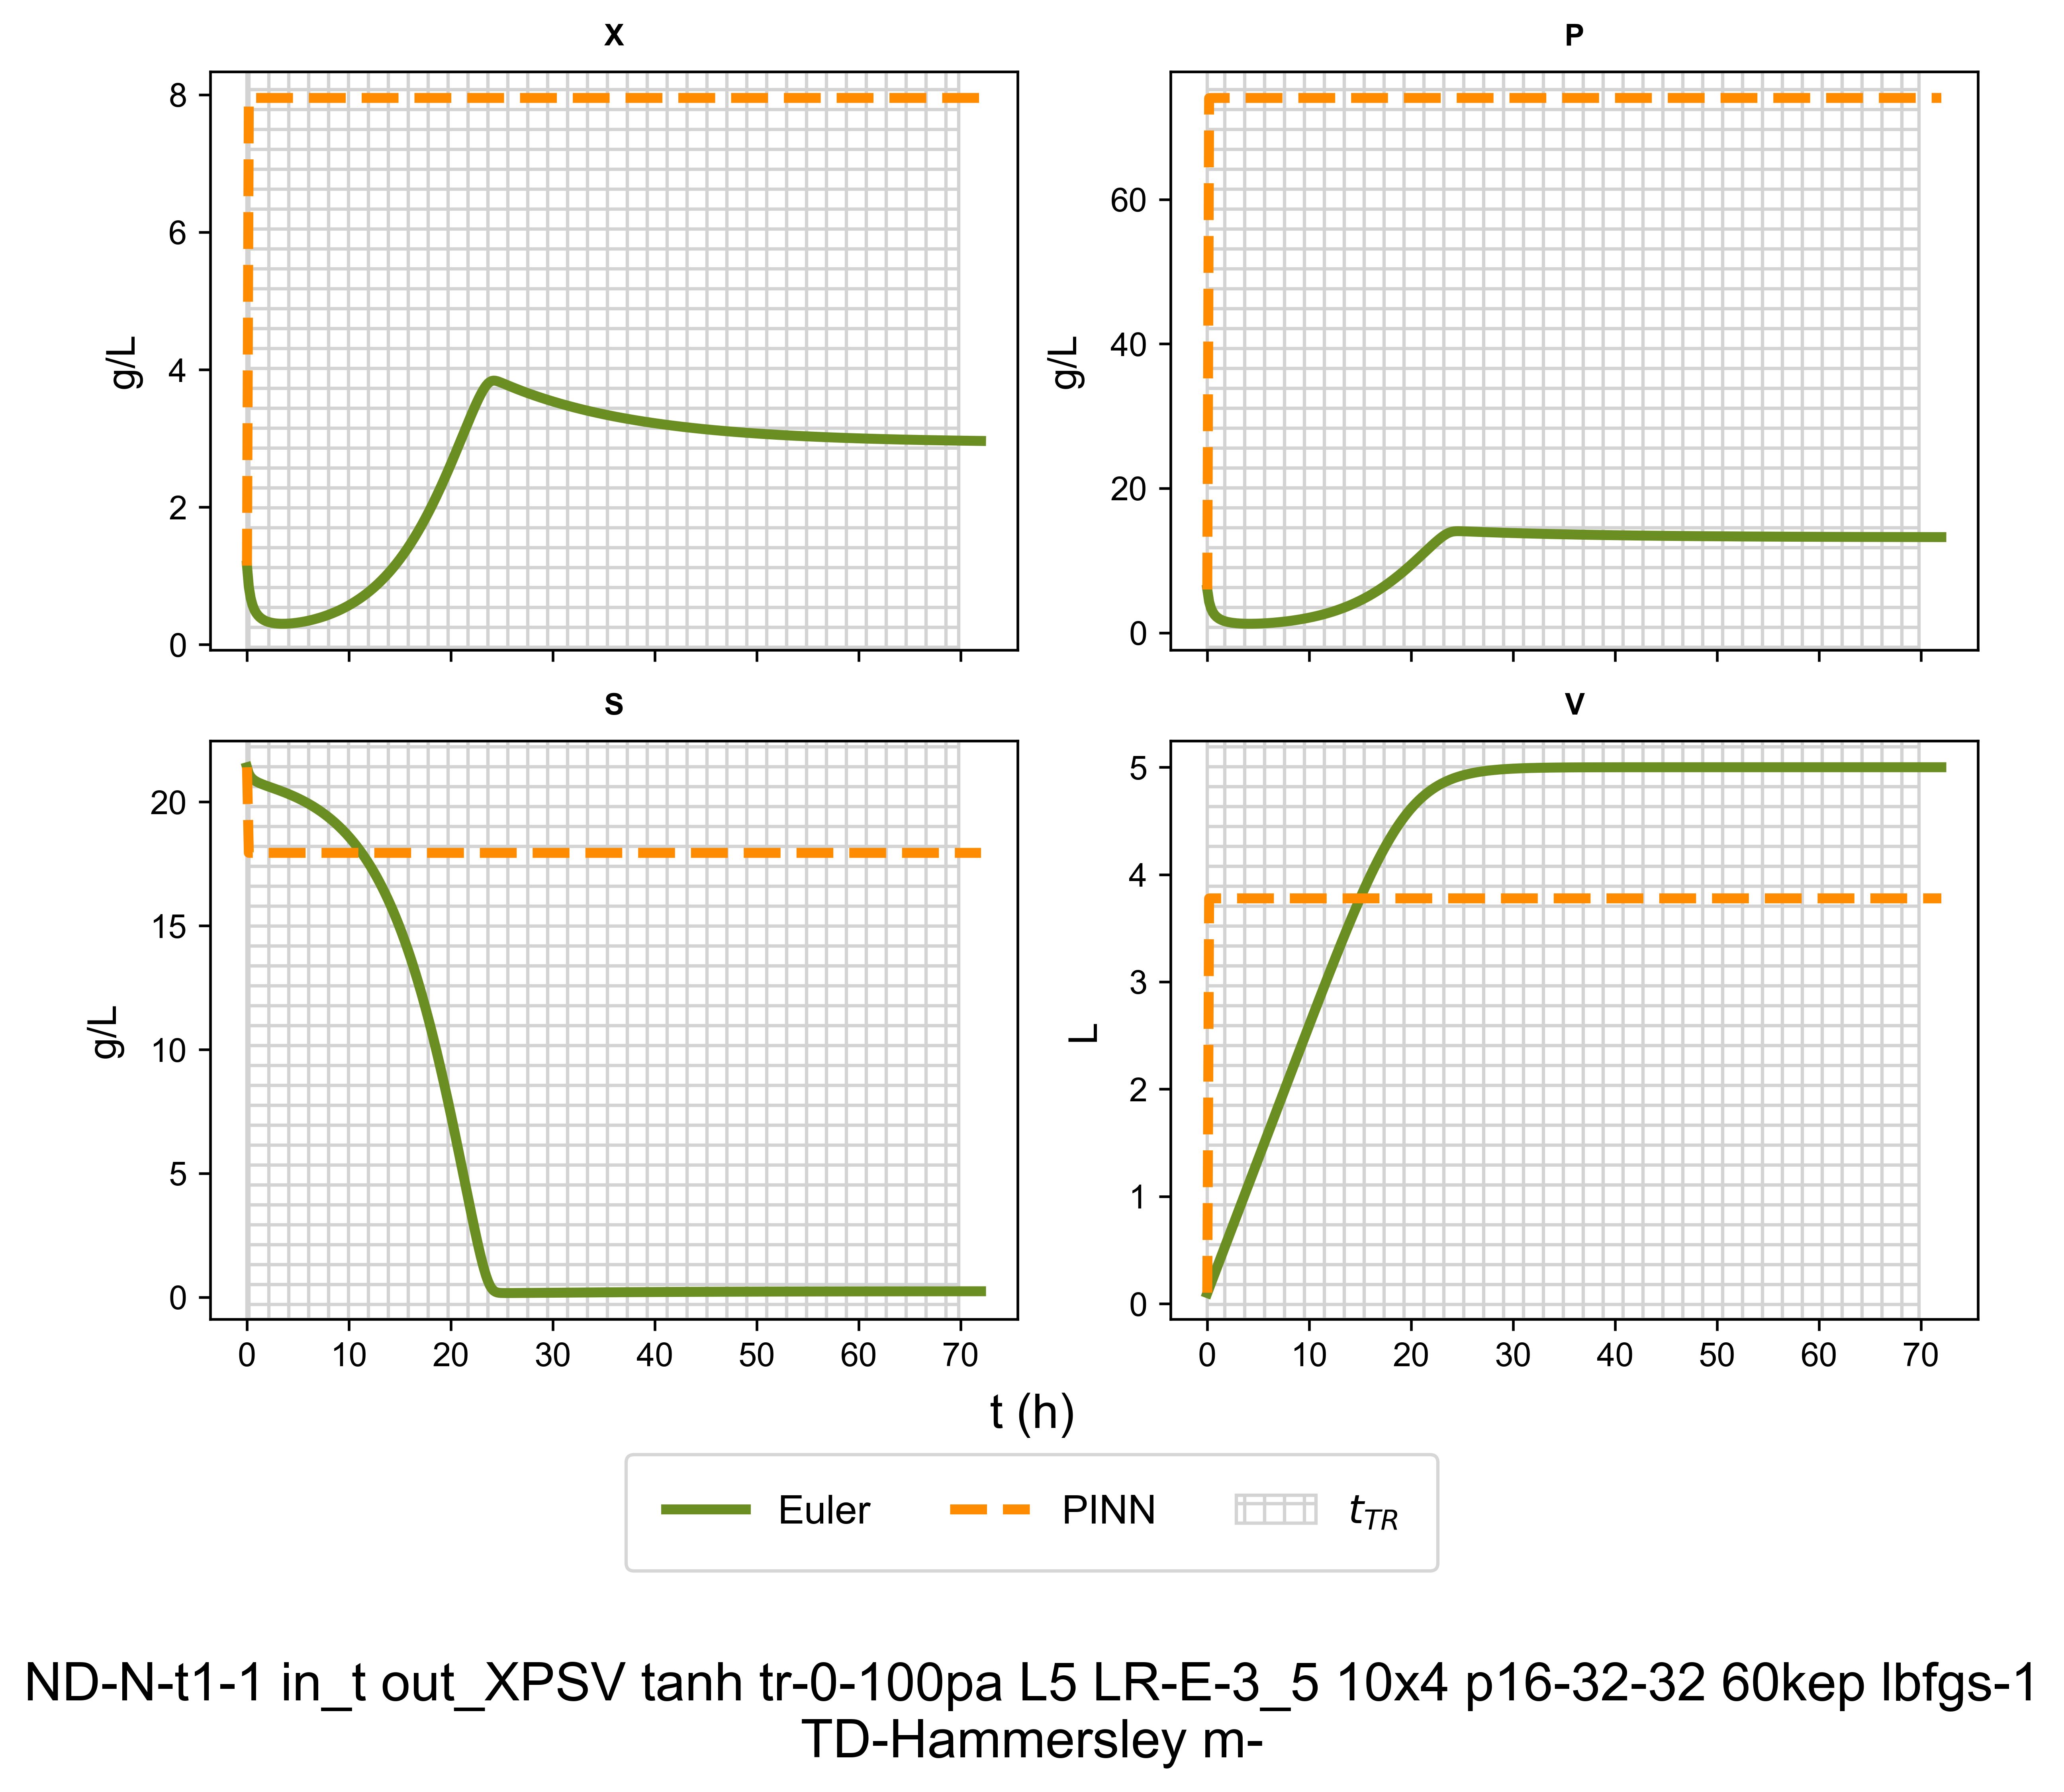 X
P
8
6
4
2
0
g/L
60
40
20
0
g/L
S
V
20
15
10
5
0
g/L
5
4
3
2
1
0
L
0 10 20 30 40 50 60 70
0 10 20 30 40 50 60 70
t (h)
Euler PINN t_TR
ND-N-t1-1 in_t out_XPSV tanh tr-0-100pa L5 LR-E-3_5 10x4 p16-32-32 60kep lbfgs-1
TD-Hammersley m-